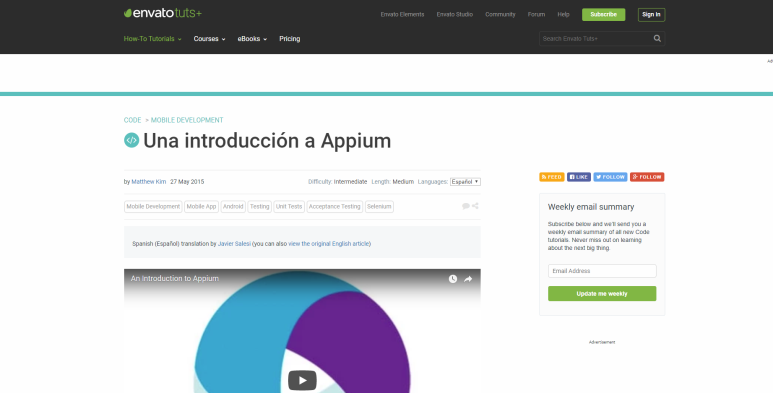 envatotuts+
Envato Elements Envato Studio Community Forum Help Subscribe Sign In
How-To Tutorials Courses eBooks Pricing
Search Envato Tuts+
Ad
CODE > MOBILE DEVELOPMENT
Una introducción a Appium
by Matthew Kim 27 May 2015
Difficulty: Intermediate Length: Medium Languages: Español
FEED LIKE FOLLOW FOLLOW
Mobile Development Mobile App Android Testing Unit Tests Acceptance Testing Selenium
Spanish (Español) translation by Javier Salesi (you can also view the original English article)
An Introduction to Appium
Weekly email summary
Subscribe below and we'll send you a
weekly email summary of all new Code
tutorials. Never miss out on learning
about the next big thing.
Email Address
Update me weekly
Advertisement